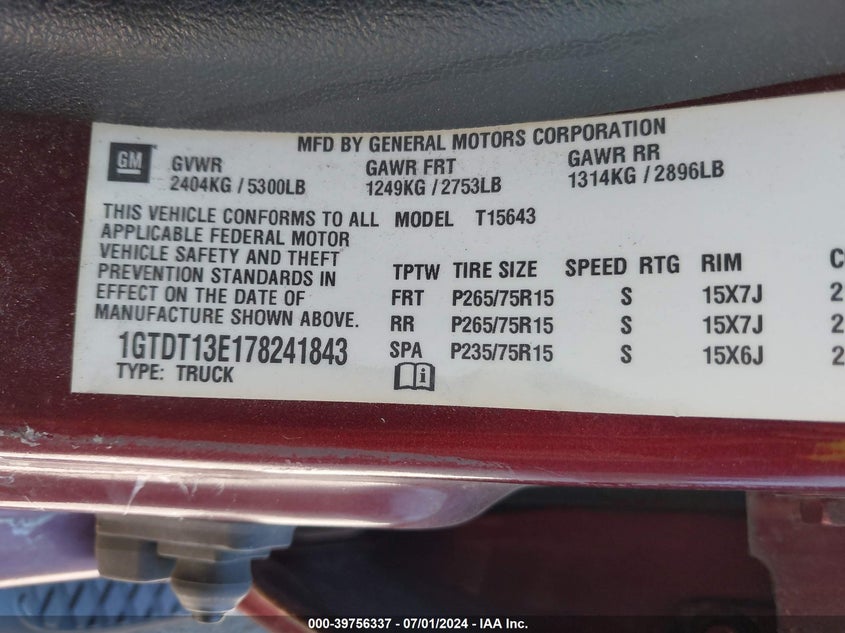 MFD BY GENERAL MOTORS CORPORATION
GM
GVWR GAWR FRT GAWR RR
2404KG / 5300LB 1249KG / 2753LB 1314KG / 2896LB
THIS VEHICLE CONFORMS TO ALL
APPLICABLE FEDERAL MOTOR
VEHICLE SAFETY AND THEFT
PREVENTION STANDARDS IN
EFFECT ON THE DATE OF
MANUFACTURE SHOWN ABOVE.
1GTDT13E178241843
TYPE: TRUCK
MODEL T15643
TPTW TIRE SIZE SPEED RTG RIM C
FRT P265/75R15 S 15X7J 2
RR P265/75R15 S 15X7J 2
SPA P235/75R15 S 15X6J 2
000-39756337 - 07/01/2024 - IAA Inc.